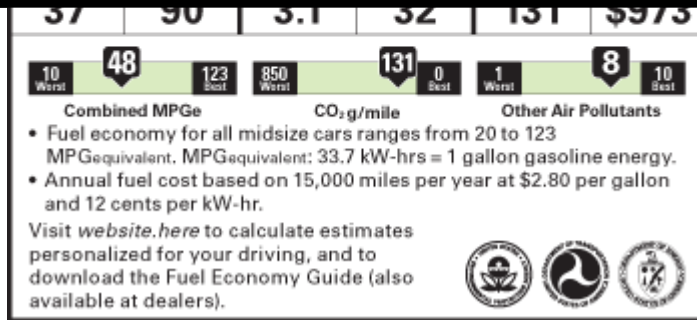 37 90 3.1 32 131 $973
48 131 8
10 Worst 123 Best 850 Worst 0 Best 1 Worst 10 Best
Combined MPGe CO₂ g/mile Other Air Pollutants
• Fuel economy for all midsize cars ranges from 20 to 123
MPGequivalent. MPGequivalent: 33.7 kW-hrs = 1 gallon gasoline energy.
• Annual fuel cost based on 15,000 miles per year at $2.80 per gallon
and 12 cents per kW-hr.
Visit website.here to calculate estimates
personalized for your driving, and to
download the Fuel Economy Guide (also
available at dealers).